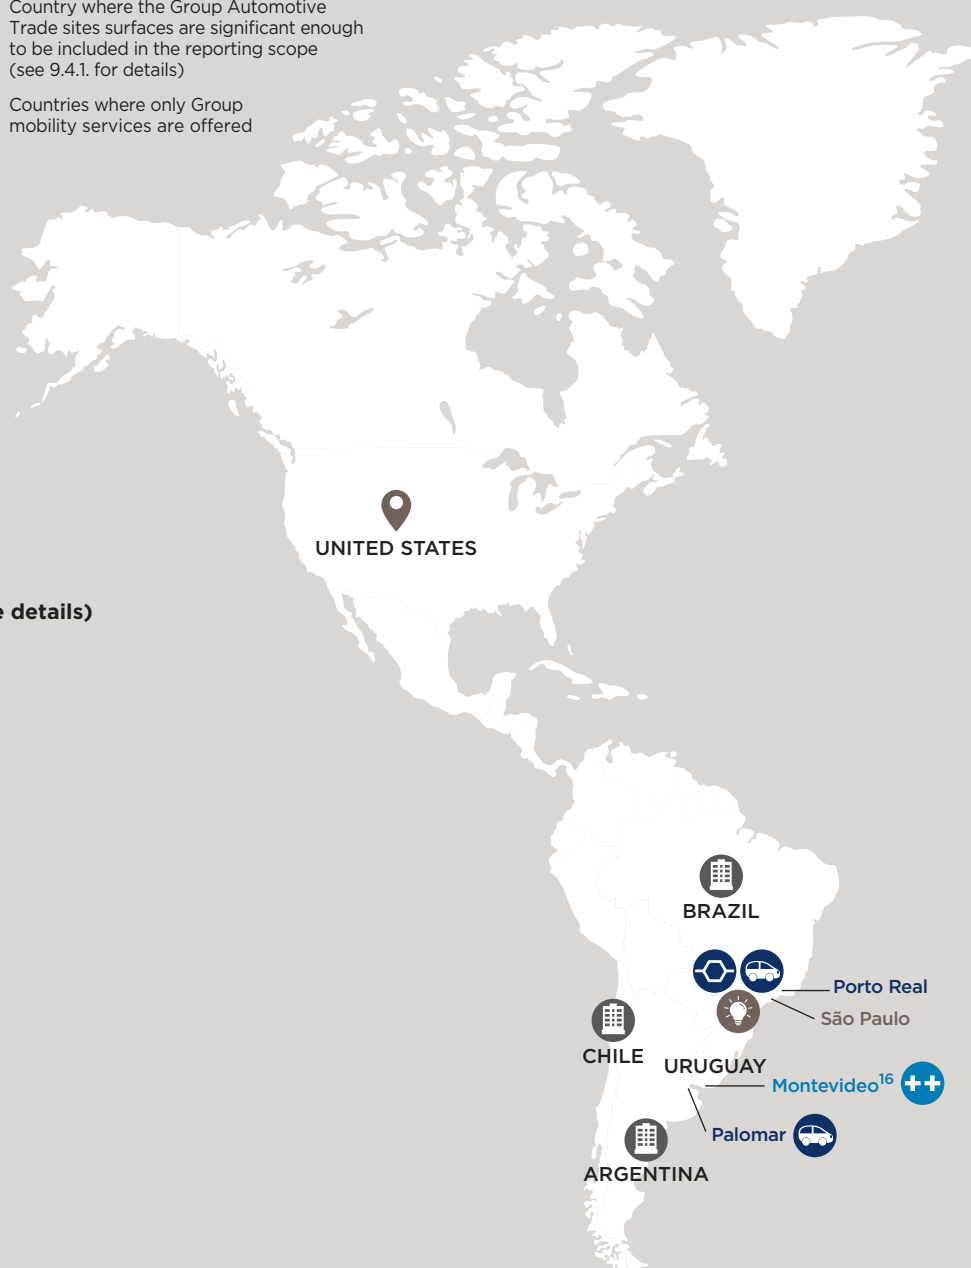 Country where the Group Automotive
Trade sites surfaces are significant enough
to be included in the reporting scope
(see 9.4.1. for details)
Countries where only Group
mobility services are offered
UNITED STATES
details)
BRAZIL
Porto Real
São Paulo
CHILE
URUGUAY
Montevideo16
Palomar
ARGENTINA